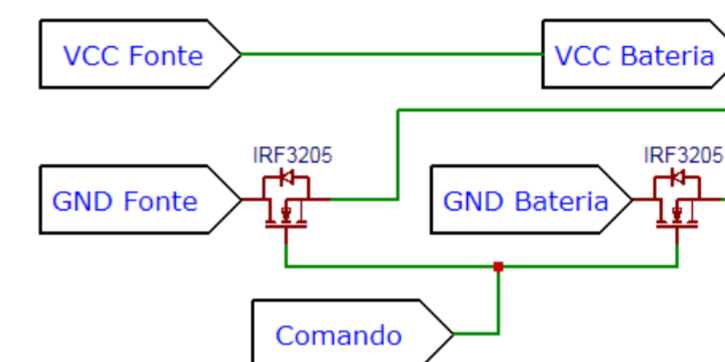 VCC Fonte
VCC Bateria
IRF3205
IRF3205
GND Fonte
GND Bateria
Comando